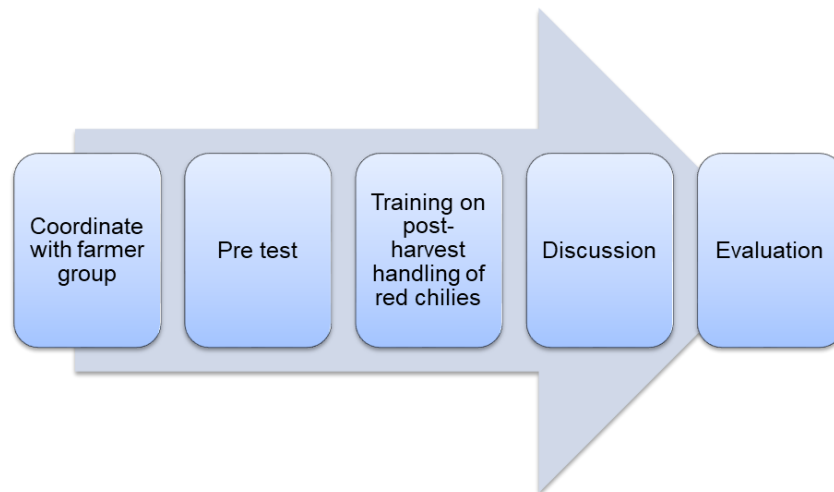 Coordinate
with farmer
group
Pre test
Training on
post-
harvest
handling of
red chilies
Discussion
Evaluation